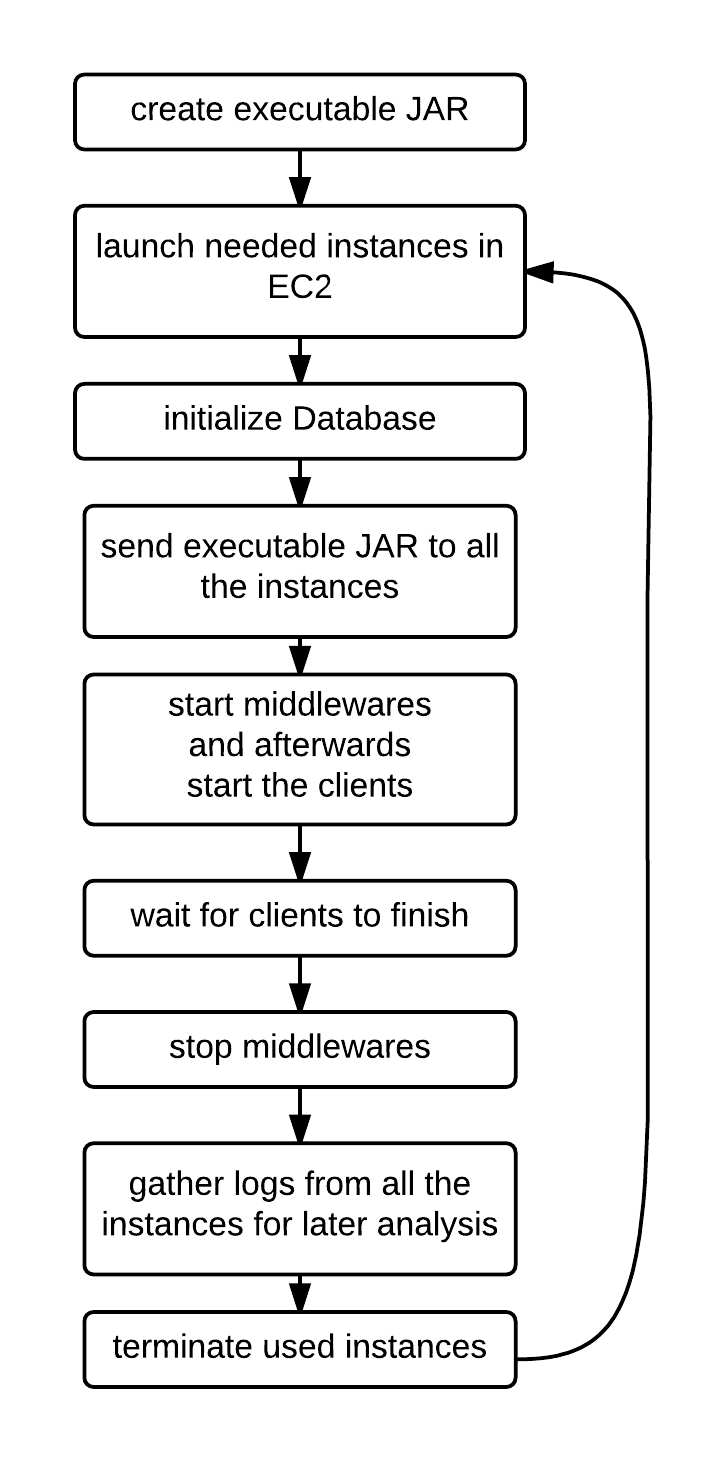 create executable JAR
launch needed instances in
EC2
initialize Database
send executable JAR to all
the instances
start middlewares
and afterwards
start the clients
wait for clients to finish
stop middlewares
gather logs from all the
instances for later analysis
terminate used instances